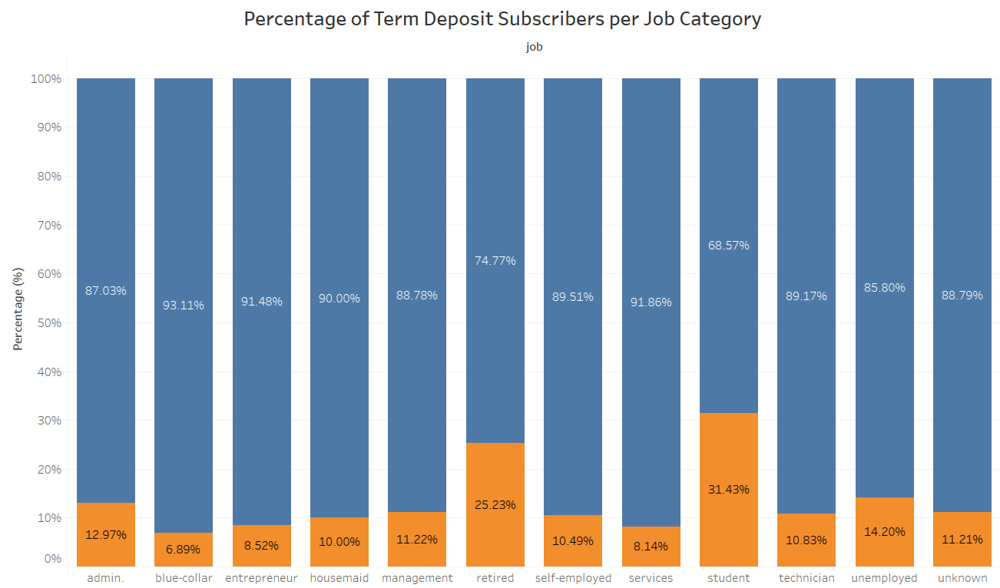 Percentage of Term Deposit Subscribers per Job Category
job
Percentage (%)
100%
90%
80%
70%
60%
50%
40%
30%
20%
10%
0%
87.03% 93.11% 91.48% 90.00% 88.78% 74.77% 89.51% 91.86% 68.57% 89.17% 85.80% 88.79%
12.97% 6.89% 8.52% 10.00% 11.22% 25.23% 10.49% 8.14% 31.43% 10.83% 14.20% 11.21%
admin. blue-collar entrepreneur housemaid management retired self-employed services student technician unemployed unknown